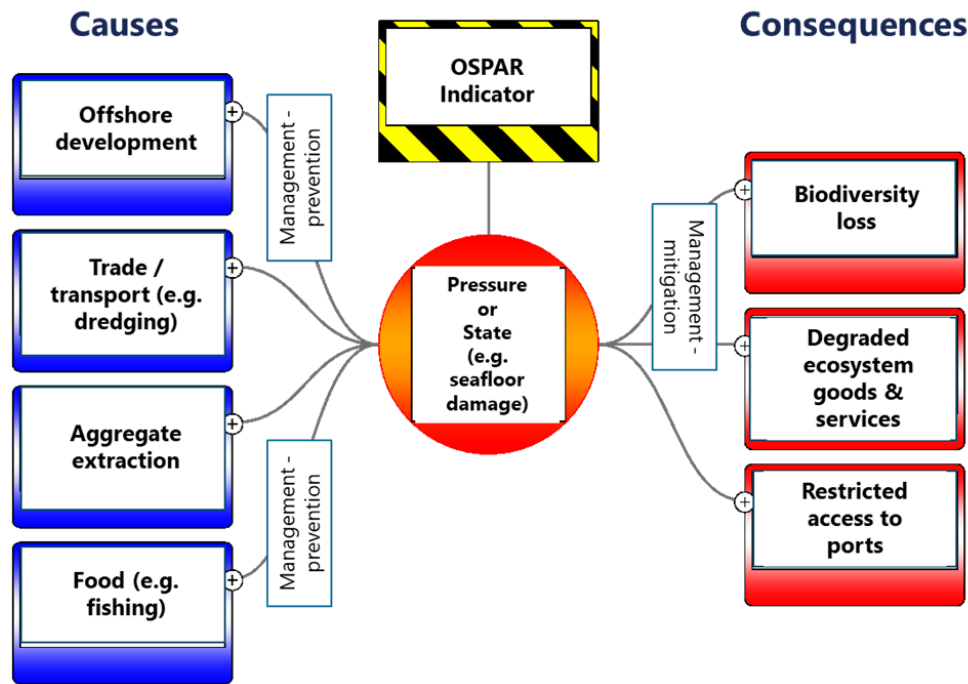 Causes
Consequences
OSPAR
Indicator
Offshore
development
Management -
prevention
Trade /
transport (e.g.
dredging)
Aggregate
extraction
Management -
prevention
Food (e.g.
fishing)
Pressure
or
State
(e.g.
seafloor
damage)
Management -
mitigation
Biodiversity
loss
Degraded
ecosystem
goods &
services
Restricted
access to
ports